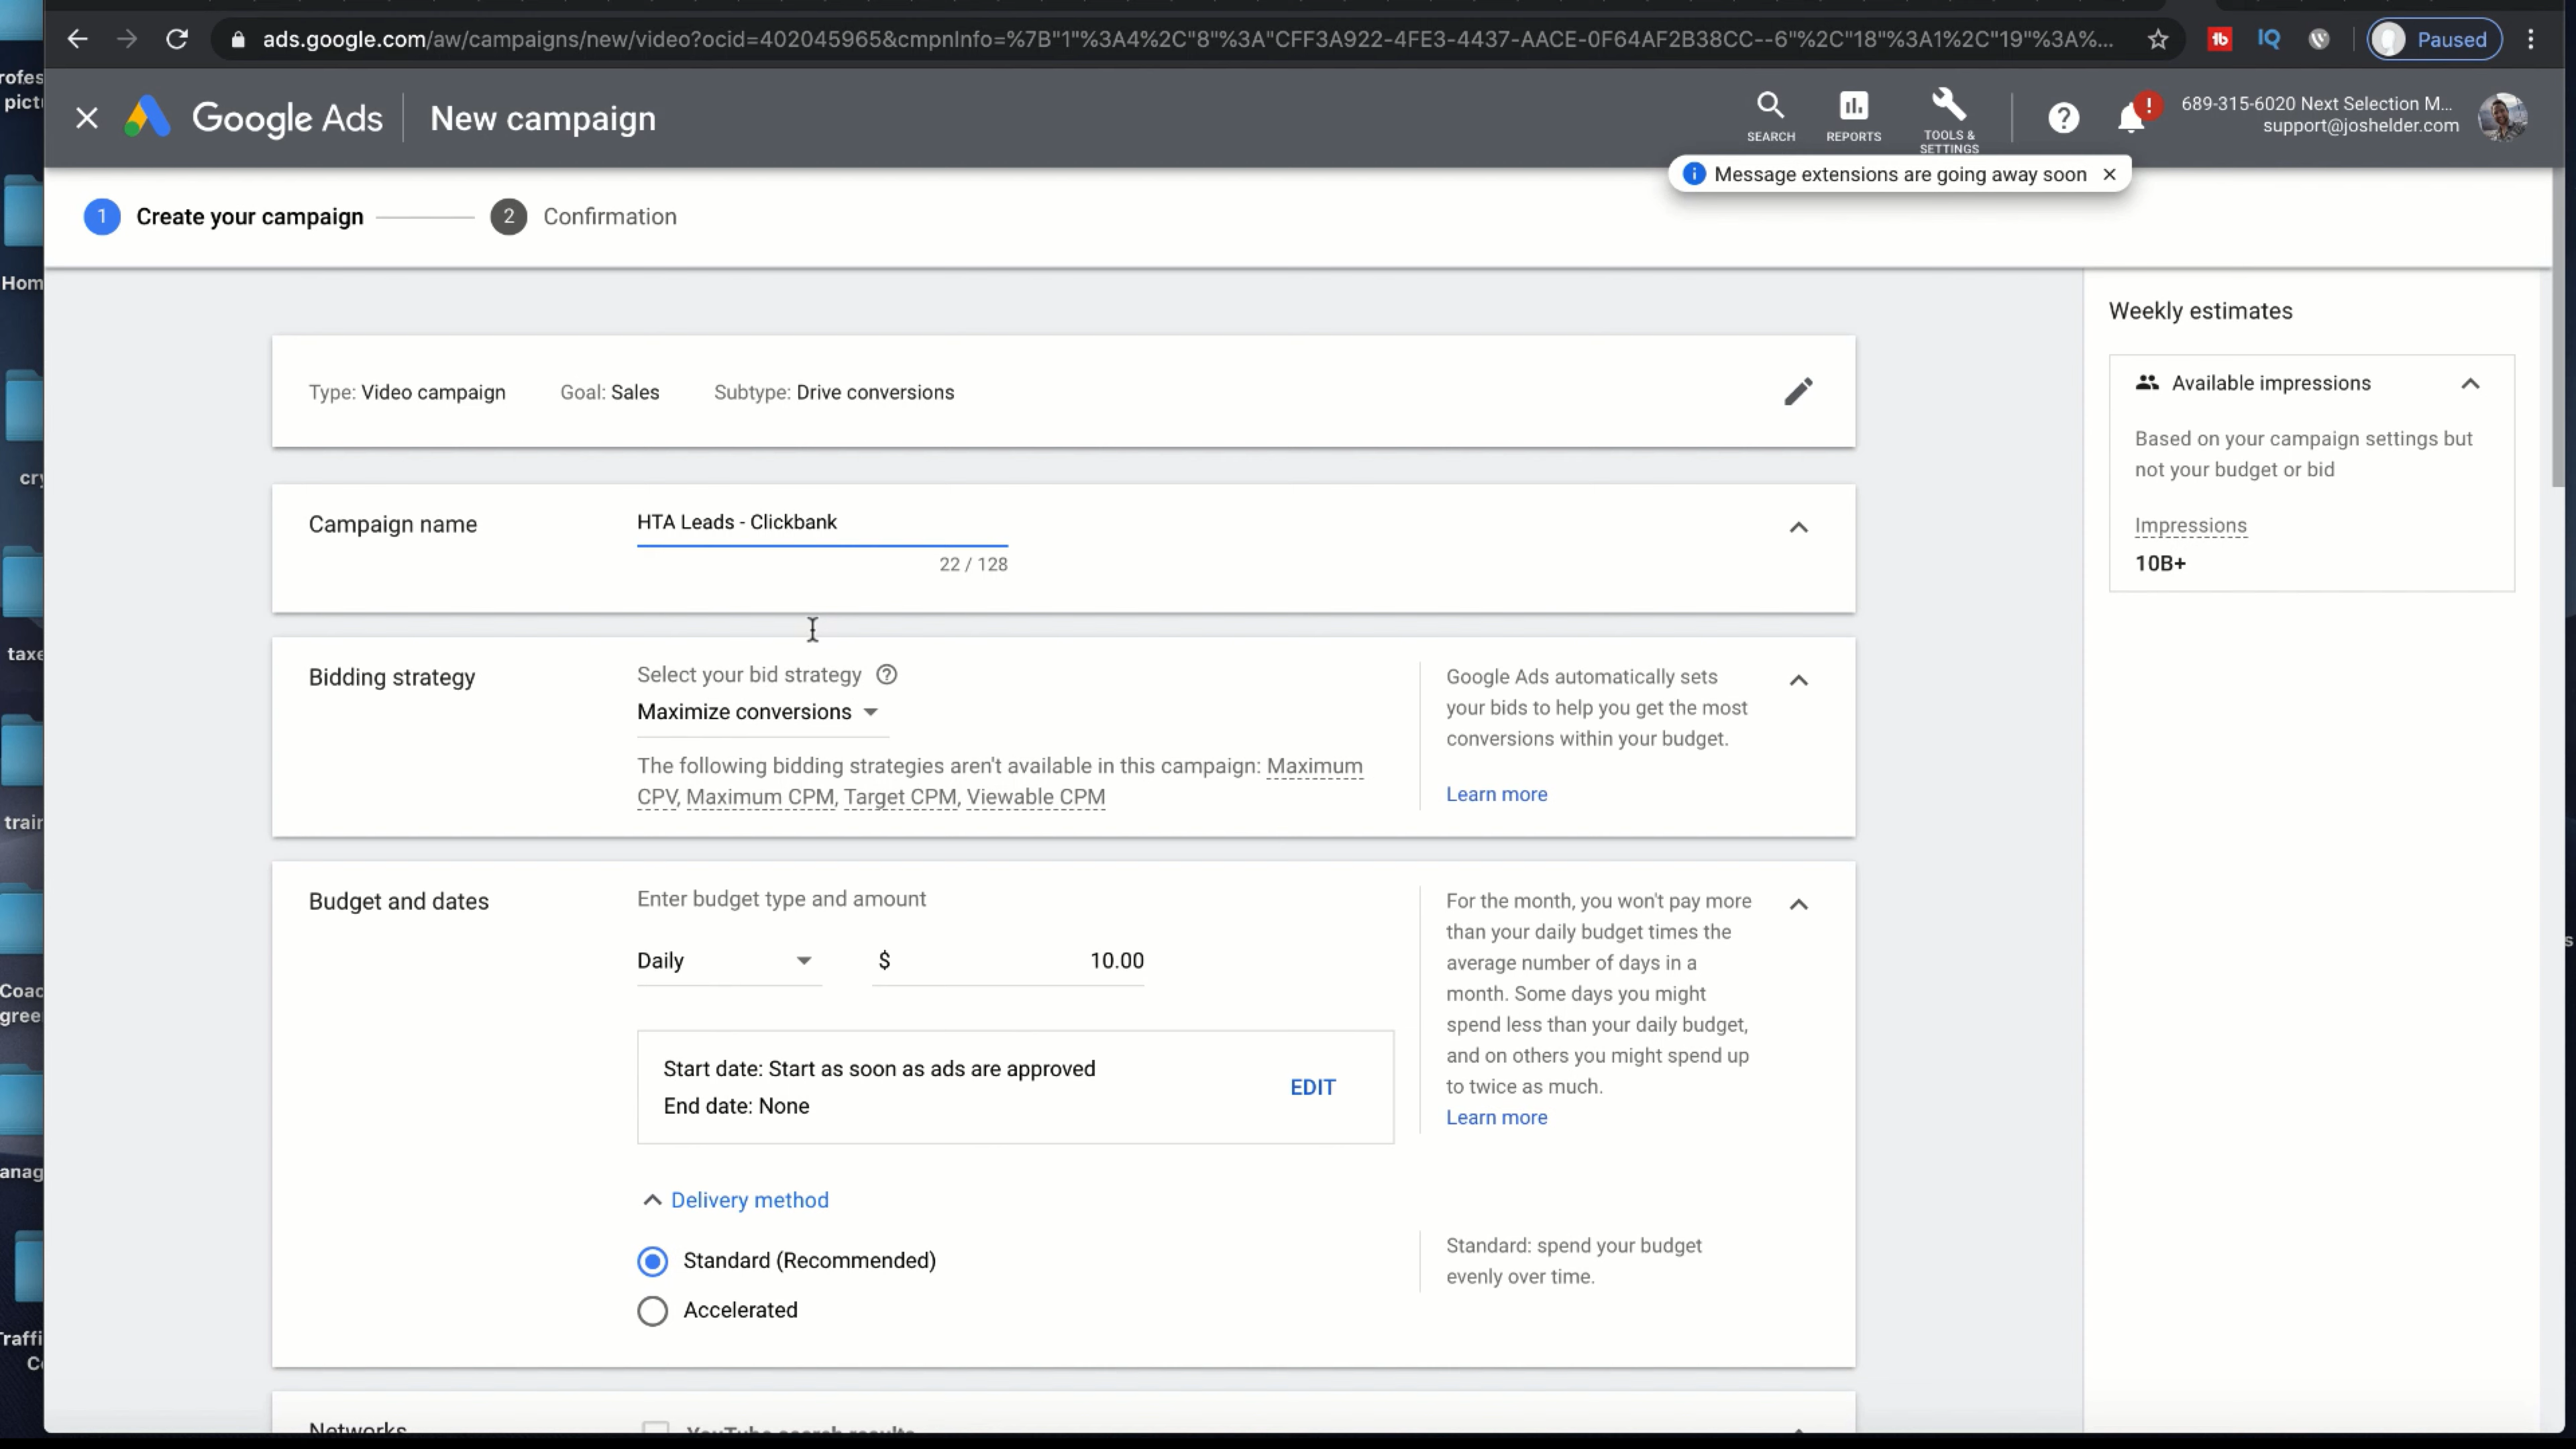 ads.google.com/aw/campaigns/new/video?ocid=402045965&cmpnInfo=%7B"1"%3A4%2C"8"%3A"CFF3A922-4FE3-4437-AACE-0F64AF2B38CC--6"%2C"18"%3A1%2C"19"%3A%...
Paused
Google Ads
New campaign
SEARCH
REPORTS
TOOLS &
SETTINGS
689-315-6020 Next Selection M...
support@joshelder.com
Message extensions are going away soon
1 Create your campaign
2 Confirmation
Type: Video campaign
Goal: Sales
Subtype: Drive conversions
Campaign name
HTA Leads - Clickbank
22 / 128
Bidding strategy
Select your bid strategy
Maximize conversions
The following bidding strategies aren't available in this campaign: Maximum
CPV, Maximum CPM, Target CPM, Viewable CPM
Google Ads automatically sets
your bids to help you get the most
conversions within your budget.
Learn more
Budget and dates
Enter budget type and amount
Daily
$ 10.00
Start date: Start as soon as ads are approved
End date: None
EDIT
For the month, you won't pay more
than your daily budget times the
average number of days in a
month. Some days you might
spend less than your daily budget,
and on others you might spend up
to twice as much.
Learn more
Delivery method
Standard (Recommended)
Accelerated
Standard: spend your budget
evenly over time.
Networks
YouTube search results
Weekly estimates
Available impressions
Based on your campaign settings but
not your budget or bid
Impressions
10B+